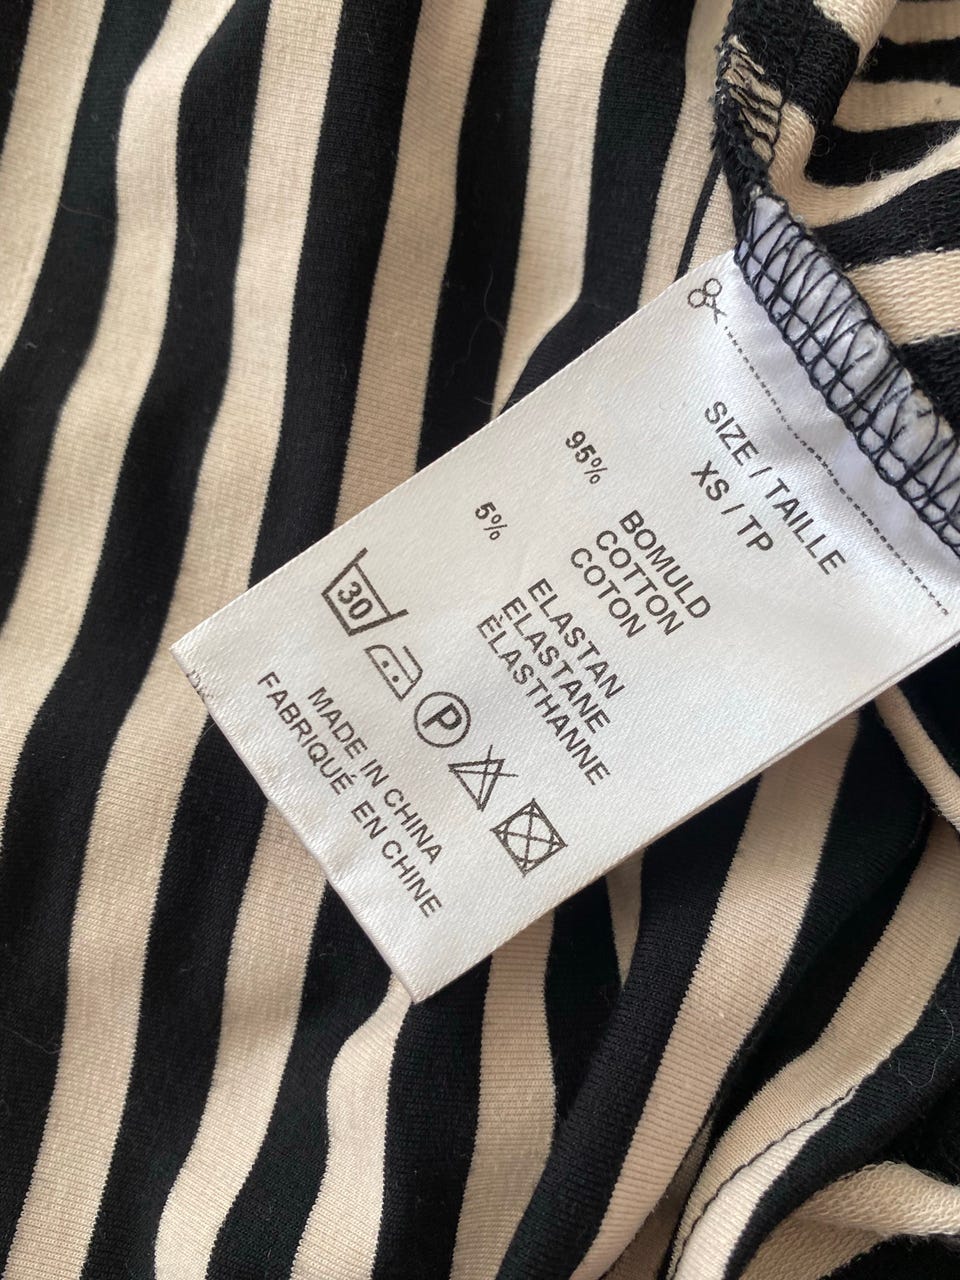 SIZE / TAILLE
XS / TP
95% BOMULD
COTTON
COTON
5% ELASTAN
ELASTANE
ÉLASTHANNE
30
P
MADE IN CHINA
FABRIQUÉ EN CHINE